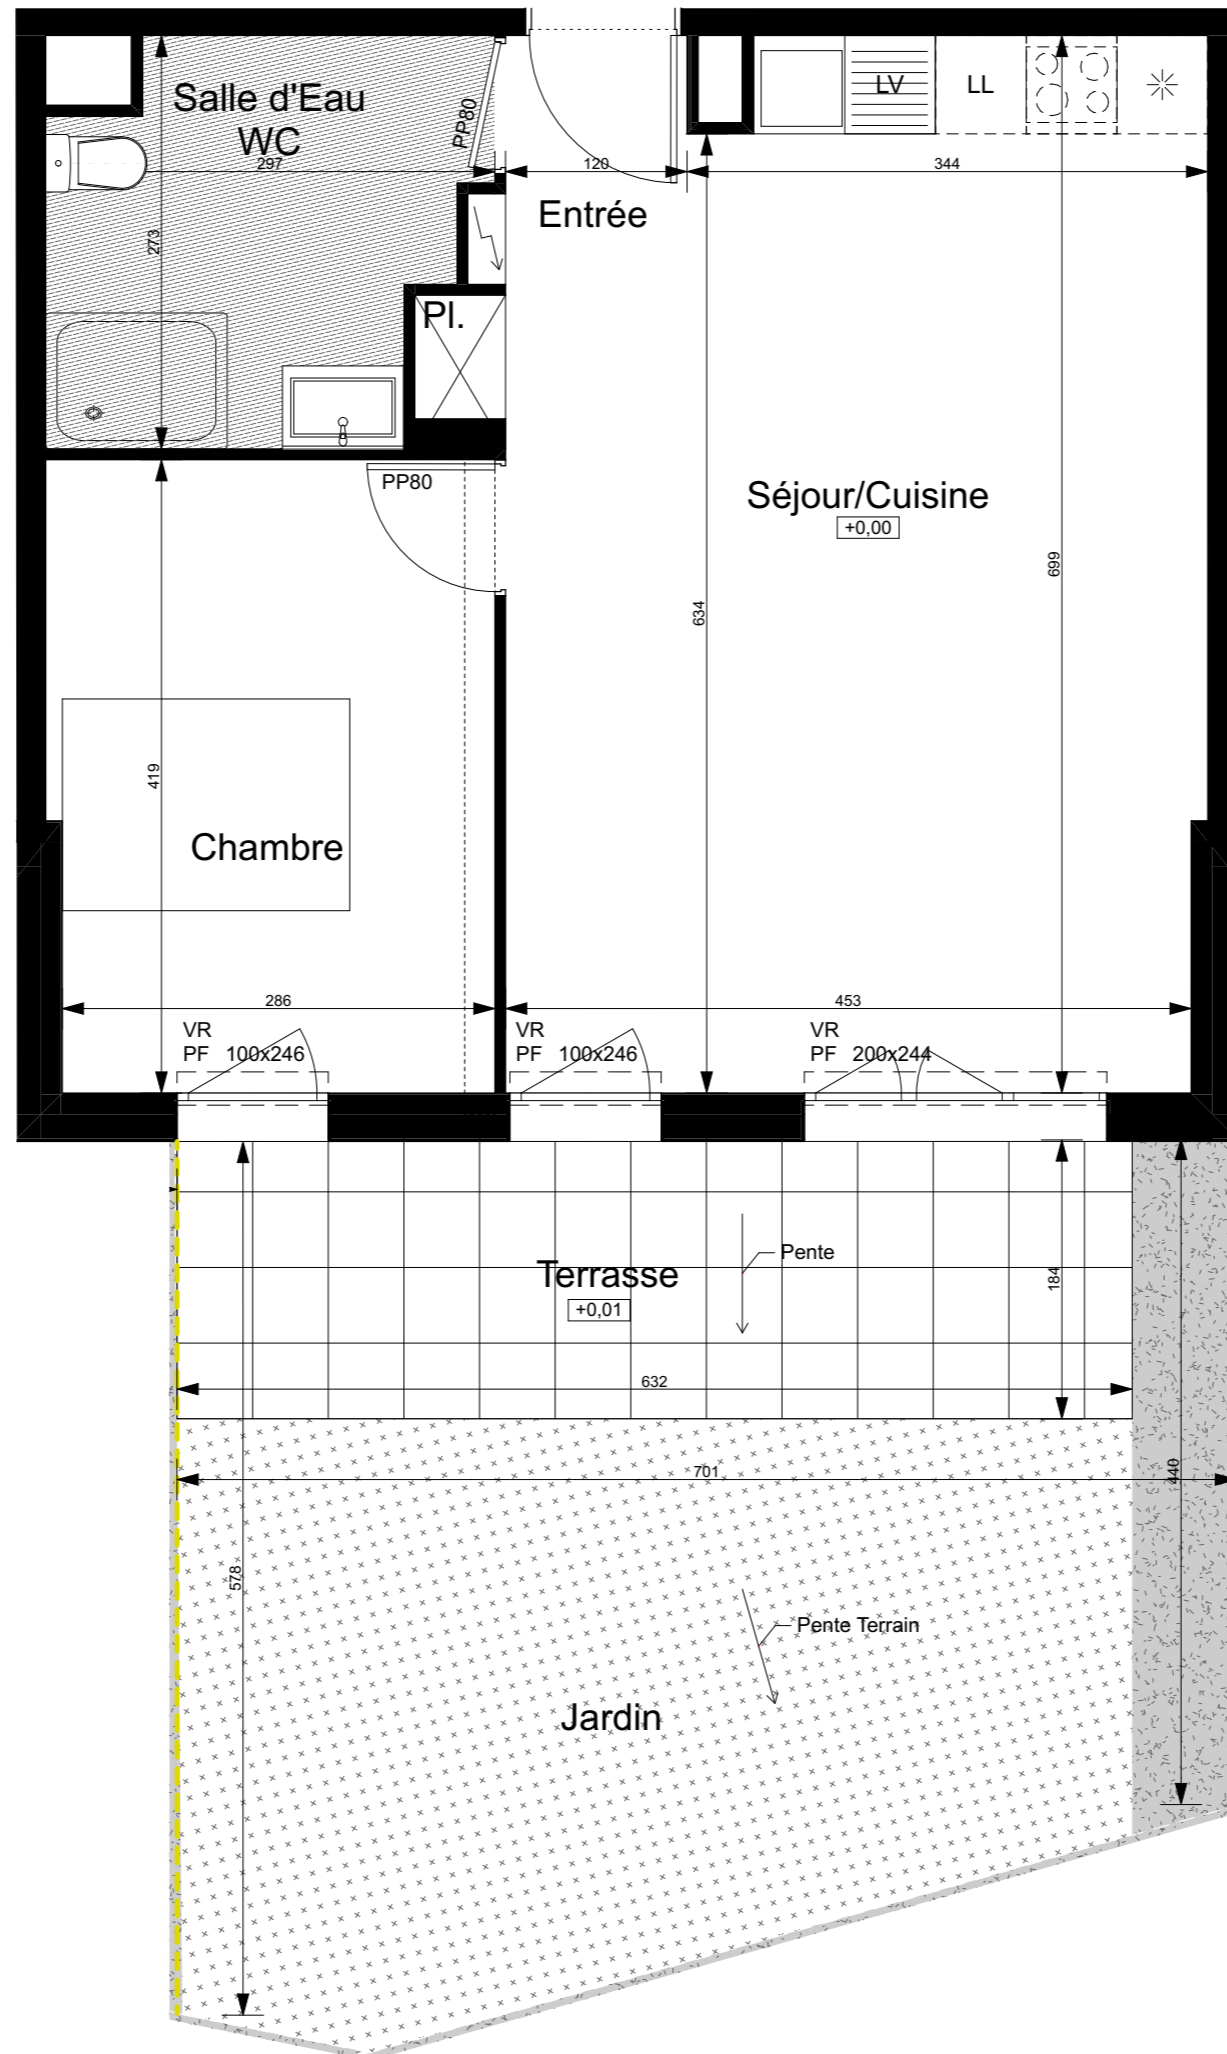 Salle d'Eau
WC
PP80
LV
LL
297
120
344
Entrée
273
Pl.
PP80
Séjour/Cuisine
+0,00
699
634
419
Chambre
286
453
VR
PF 100x246
VR
PF 100x246
VR
PF 200x244
Pente
Terrasse
+0,01
184
632
701
440
578
Pente Terrain
Jardin